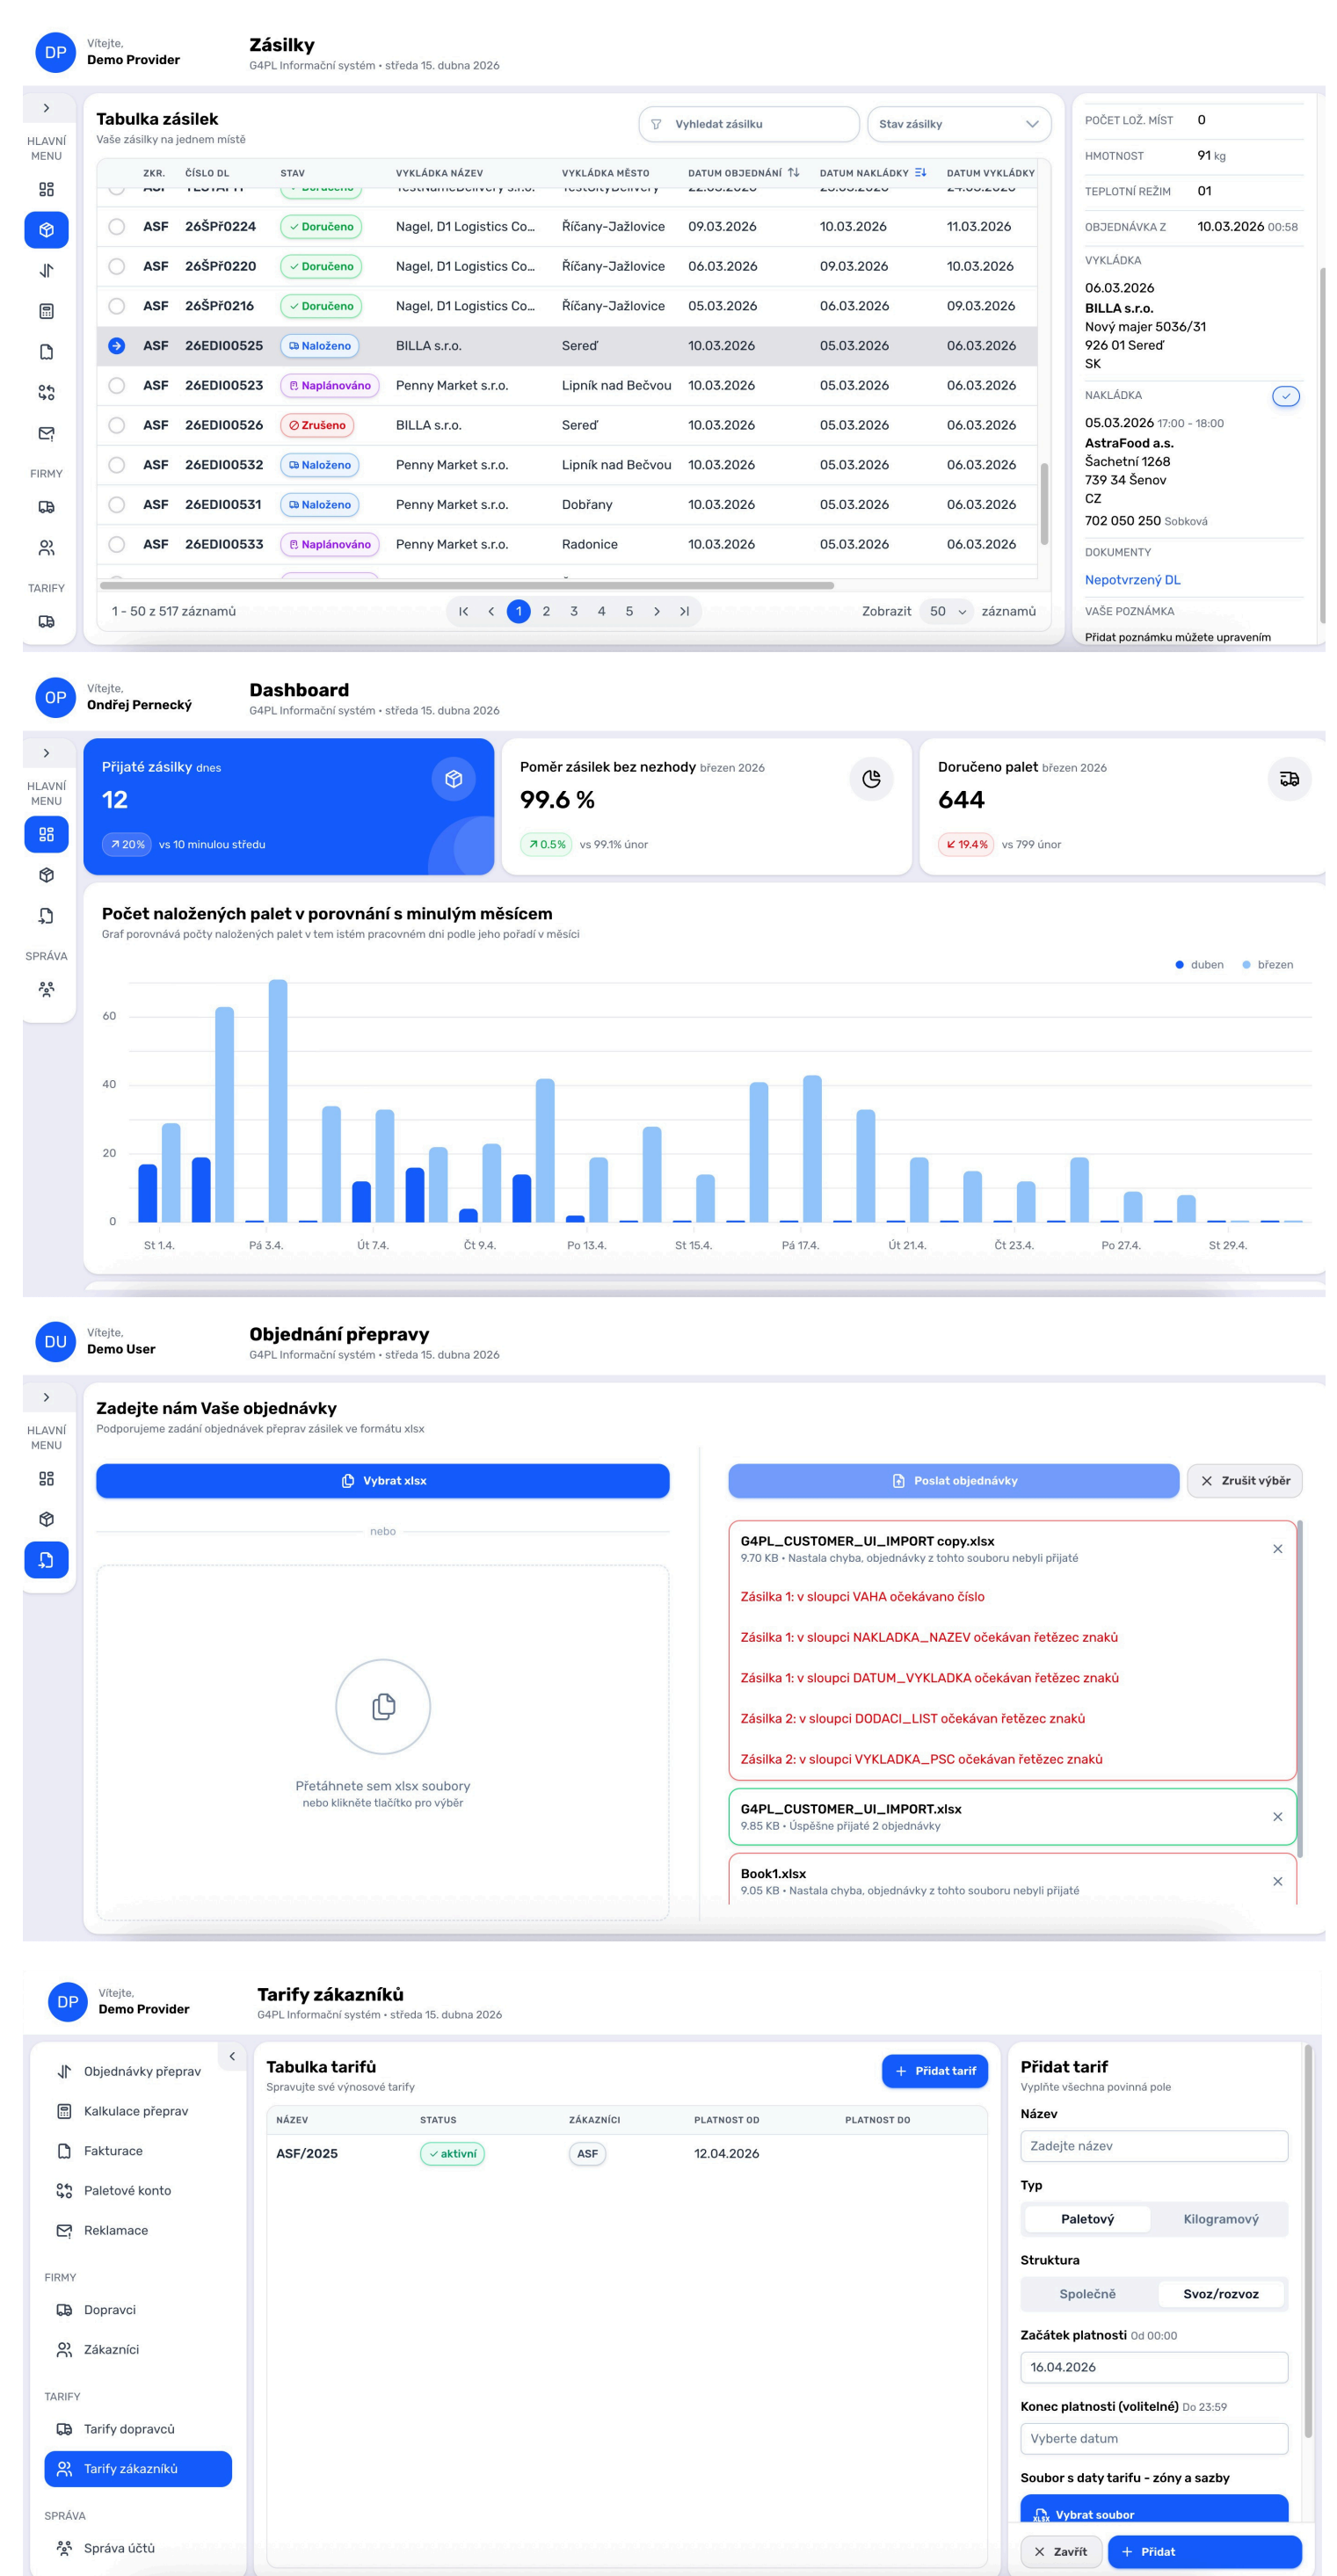 DP
Vítejte,
Demo Provider
Zásilky
G4PL Informační systém • středa 15. dubna 2026
HLAVNÍ
MENU
FIRMY
TARIFY
Tabulka zásilek
Vaše zásilky na jednom místě
Vyhledat zásilku
Stav zásilky
ZKR. ČÍSLO DL STAV VYKLÁDKA NÁZEV VYKLÁDKA MĚSTO DATUM OBJEDNÁNÍ DATUM NAKLÁDKY DATUM VYKLÁDKY
ASF 26ŠPř0224 Doručeno Nagel, D1 Logistics Co... Říčany-Jažlovice 09.03.2026 10.03.2026 11.03.2026
ASF 26ŠPř0220 Doručeno Nagel, D1 Logistics Co... Říčany-Jažlovice 06.03.2026 09.03.2026 10.03.2026
ASF 26ŠPř0216 Doručeno Nagel, D1 Logistics Co... Říčany-Jažlovice 05.03.2026 06.03.2026 09.03.2026
ASF 26EDI00525 Naloženo BILLA s.r.o. Sereď 10.03.2026 05.03.2026 06.03.2026
ASF 26EDI00523 Naplánováno Penny Market s.r.o. Lipník nad Bečvou 10.03.2026 05.03.2026 06.03.2026
ASF 26EDI00526 Zrušeno BILLA s.r.o. Sereď 10.03.2026 05.03.2026 06.03.2026
ASF 26EDI00532 Naloženo Penny Market s.r.o. Lipník nad Bečvou 10.03.2026 05.03.2026 06.03.2026
ASF 26EDI00531 Naloženo Penny Market s.r.o. Dobřany 10.03.2026 05.03.2026 06.03.2026
ASF 26EDI00533 Naplánováno Penny Market s.r.o. Radonice 10.03.2026 05.03.2026 06.03.2026
1 - 50 z 517 záznamů
1 2 3 4 5
Zobrazit 50 záznamů
POČET LOŽ. MÍST 0
HMOTNOST 91 kg
TEPLOTNÍ REŽIM 01
OBJEDNÁVKA Z 10.03.2026 00:58
VYKLÁDKA
06.03.2026
BILLA s.r.o.
Nový majer 5036/31
926 01 Sereď
SK
NAKLÁDKA
05.03.2026 17:00 - 18:00
AstraFood a.s.
Šachetní 1268
739 34 Šenov
CZ
702 050 250 Sobková
DOKUMENTY
Nepotvrzený DL
VAŠE POZNÁMKA
Přidat poznámku můžete upravením
OP
Vítejte,
Ondřej Pernecký
Dashboard
G4PL Informační systém • středa 15. dubna 2026
HLAVNÍ
MENU
SPRÁVA
Přijaté zásilky dnes
12
20% vs 10 minulou středu
Poměr zásilek bez nezhody březen 2026
99.6 %
0.5% vs 99.1% únor
Doručeno palet březen 2026
644
19.4% vs 799 únor
Počet naložených palet v porovnání s minulým měsícem
Graf porovnává počty naložených palet v tem istém pracovném dni podle jeho pořadí v měsíci
duben březen
60
40
20
0
St 1.4. Pá 3.4. Út 7.4. Čt 9.4. Po 13.4. St 15.4. Pá 17.4. Út 21.4. Čt 23.4. Po 27.4. St 29.4.
DU
Vítejte,
Demo User
Objednání přepravy
G4PL Informační systém • středa 15. dubna 2026
HLAVNÍ
MENU
Zadejte nám Vaše objednávky
Podporujeme zadání objednávek přeprav zásilek ve formátu xlsx
Vybrat xlsx
nebo
Přetáhnete sem xlsx soubory
nebo klikněte tlačítko pro výběr
Poslat objednávky
Zrušit výběr
G4PL_CUSTOMER_UI_IMPORT copy.xlsx
9.70 KB • Nastala chyba, objednávky z tohto souboru nebyli přijaté
Zásilka 1: v sloupci VAHA očekávano číslo
Zásilka 1: v sloupci NAKLADKA_NAZEV očekávan řetězec znaků
Zásilka 1: v sloupci DATUM_VYKLADKA očekávan řetězec znaků
Zásilka 2: v sloupci DODACI_LIST očekávan řetězec znaků
Zásilka 2: v sloupci VYKLADKA_PSC očekávan řetězec znaků
G4PL_CUSTOMER_UI_IMPORT.xlsx
9.85 KB • Úspěšne přijaté 2 objednávky
Book1.xlsx
9.05 KB • Nastala chyba, objednávky z tohto souboru nebyli přijaté
DP
Vítejte,
Demo Provider
Tarify zákazníků
G4PL Informační systém • středa 15. dubna 2026
Objednávky přeprav
Kalkulace přeprav
Fakturace
Paletové konto
Reklamace
FIRMY
Dopravci
Zákazníci
TARIFY
Tarify dopravců
Tarify zákazníků
SPRÁVA
Správa účtů
Tabulka tarifů
Spravujte své výnosové tarify
Přidat tarif
NÁZEV STATUS ZÁKAZNÍCI PLATNOST OD PLATNOST DO
ASF/2025 aktivní ASF 12.04.2026
Přidat tarif
Vyplňte všechna povinná pole
Název
Zadejte název
Typ
Paletový Kilogramový
Struktura
Společně Svoz/rozvoz
Začátek platnosti Od 00:00
16.04.2026
Konec platnosti (volitelné) Do 23:59
Vyberte datum
Soubor s daty tarifu - zóny a sazby
XLSX Vybrat soubor
Zavřít Přidat